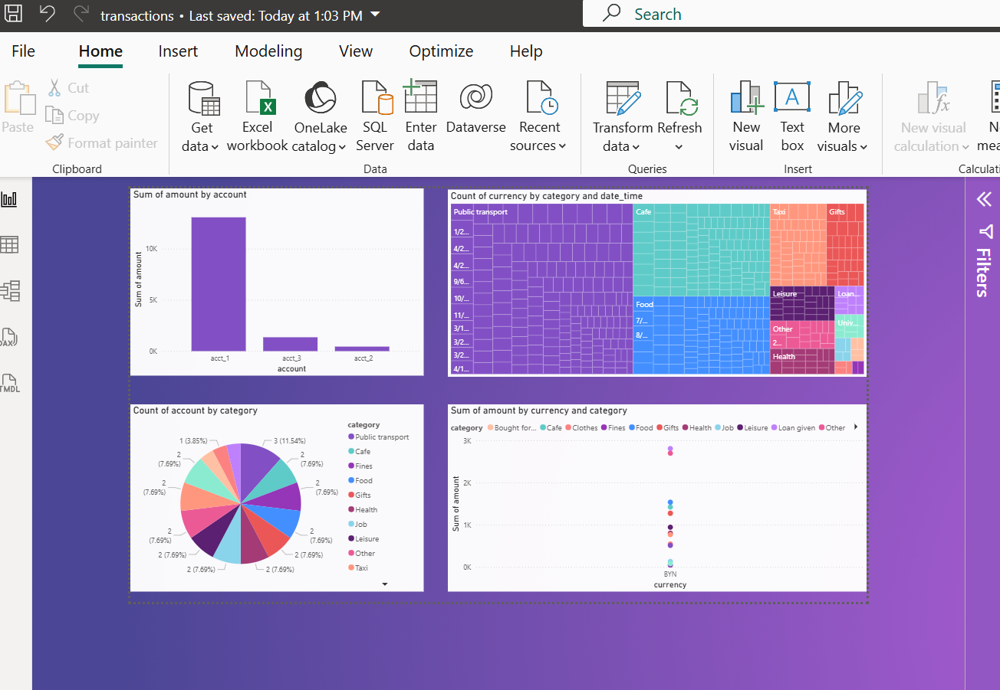 transactions • Last saved: Today at 1:03 PM
Search
File Home Insert Modeling View Optimize Help
Paste
Cut
Copy
Format painter
Clipboard
Get data
Excel workbook
OneLake catalog
SQL Server
Enter data
Dataverse
Recent sources
Data
Transform data
Refresh
Queries
New visual
Text box
A
More visuals
Insert
New visual calculation
fx
Calculati
DAX
TMDL
Filters
Sum of amount by account
Sum of amount
10K
5K
0K
acct_1 acct_3 acct_2
account
Count of currency by category and date_time
Public transport
1/2...
4/2...
4/2...
9/6...
10/...
11/...
3/1...
3/2...
3/2...
4/1...
Cafe
Food
7/...
8/...
Taxi
Gifts
Leisure
Loan...
Other
2...
Univ...
Health
Count of account by category
1 (3.85%)
3 (11.54%)
2 (7.69%)
2 (7.69%)
2 (7.69%)
2 (7.69%)
2 (7.69%)
2 (7.69%)
2 (7.69%)
2 (7.69%)
2 (7.69%)
2 (7.69%)
category
Public transport
Cafe
Fines
Food
Gifts
Health
Job
Leisure
Other
Taxi
Sum of amount by currency and category
category Bought for... Cafe Clothes Fines Food Gifts Health Job Leisure Loan given Other
Sum of amount
3K
2K
1K
0K
BYN
currency